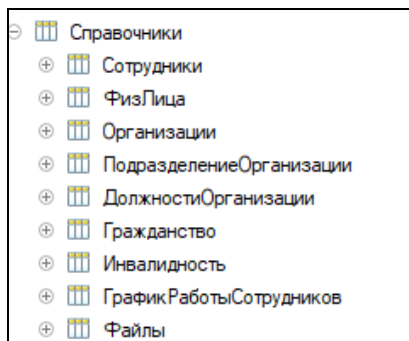 Справочники
Сотрудники
ФизЛица
Организации
ПодразделениеОрганизации
ДолжностиОрганизации
Гражданство
Инвалидность
ГрафикРаботыСотрудников
Файлы